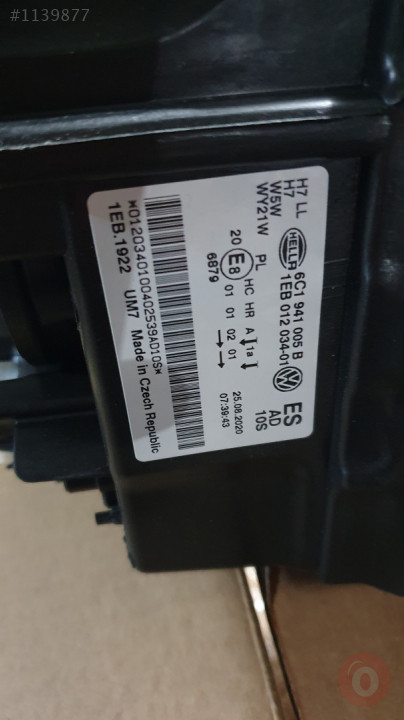 #1139877
H7 LL
H7
W5W
WY21W
HELLA
6C1 941 005 B
1EB 012 034-01
PL
20 E8
6879
HC HR A 1a
01 01 02 01
ES
AD
10S
25.08.2020
07:39:43
*0120340100402539AD10S*
1EB.1922 UM7 Made in Czech Republic